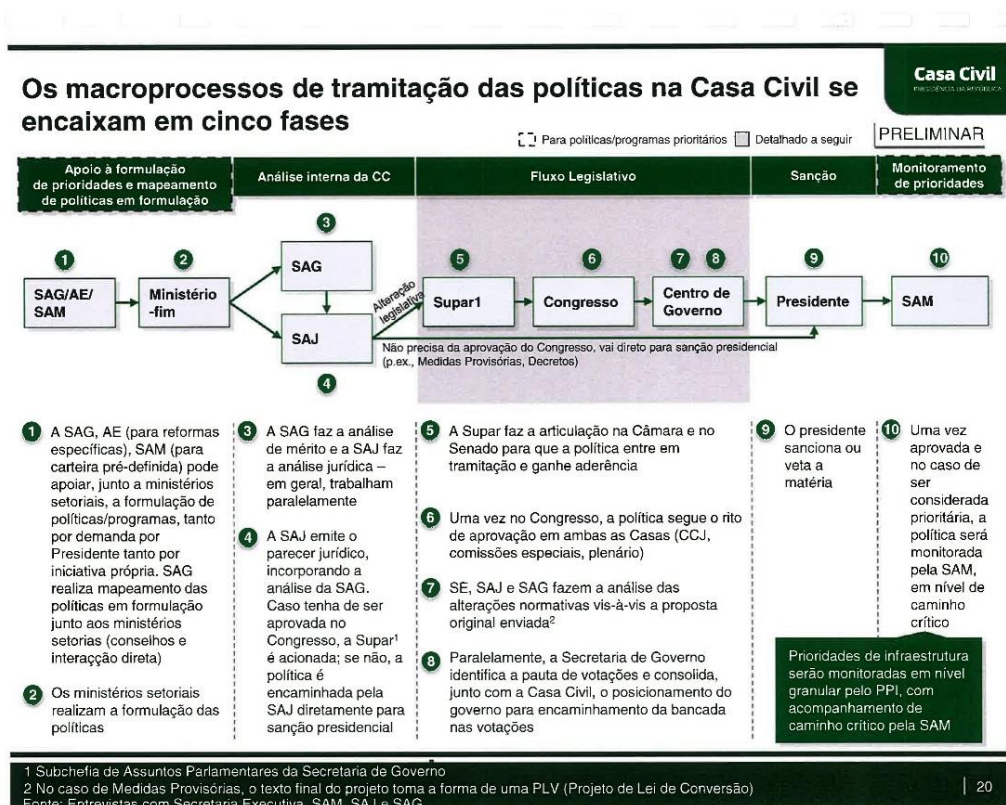 Casa Civil
PRESIDÊNCIA DA REPÚBLICA
Os macroprocessos de tramitação das políticas na Casa Civil se
encaixam em cinco fases
Para políticas/programas prioritários
Detalhado a seguir
PRELIMINAR
Apoio à formulação
de prioridades e mapeamento
de políticas em formulação
Análise interna da CC
Fluxo Legislativo
Sanção
Monitoramento
de prioridades
1
SAG/AE/
SAM
2
Ministério
-fim
3
SAG
SAJ
4
Alteração
legislativa
5
Supar1
6
Congresso
7 8
Centro de
Governo
9
Presidente
10
SAM
Não precisa da aprovação do Congresso, vai direto para sanção presidencial
(p.ex., Medidas Provisórias, Decretos)
1 A SAG, AE (para reformas
específicas), SAM (para
carteira pré-definida) pode
apoiar, junto a ministérios
setoriais, a formulação de
políticas/programas, tanto
por demanda por
Presidente tanto por
iniciativa própria. SAG
realiza mapeamento das
políticas em formulação
junto aos ministérios
setorias (conselhos e
interacção direta)
2 Os ministérios setoriais
realizam a formulação das
políticas
3 A SAG faz a análise
de mérito e a SAJ faz
a análise jurídica –
em geral, trabalham
paralelamente
4 A SAJ emite o
parecer jurídico,
incorporando a
análise da SAG.
Caso tenha de ser
aprovada no
Congresso, a Supar¹
é acionada; se não, a
política é
encaminhada pela
SAJ diretamente para
sanção presidencial
5 A Supar faz a articulação na Câmara e no
Senado para que a política entre em
tramitação e ganhe aderência
6 Uma vez no Congresso, a política segue o rito
de aprovação em ambas as Casas (CCJ,
comissões especiais, plenário)
7 SE, SAJ e SAG fazem a análise das
alterações normativas vis-à-vis a proposta
original enviada²
8 Paralelamente, a Secretaria de Governo
identifica a pauta de votações e consolida,
junto com a Casa Civil, o posicionamento do
governo para encaminhamento da bancada
nas votações
9 O presidente
sanciona ou
veta a
matéria
10 Uma vez
aprovada e
no caso de
ser
considerada
prioritária, a
política será
monitorada
pela SAM,
em nível de
caminho
crítico
Prioridades de infraestrutura
serão monitoradas em nível
granular pelo PPI, com
acompanhamento de
caminho crítico pela SAM
1 Subchefia de Assuntos Parlamentares da Secretaria de Governo
2 No caso de Medidas Provisórias, o texto final do projeto toma a forma de uma PLV (Projeto de Lei de Conversão)
Fonte: Entrevistas com Secretaria Executiva, SAM, SAJ e SAG
20